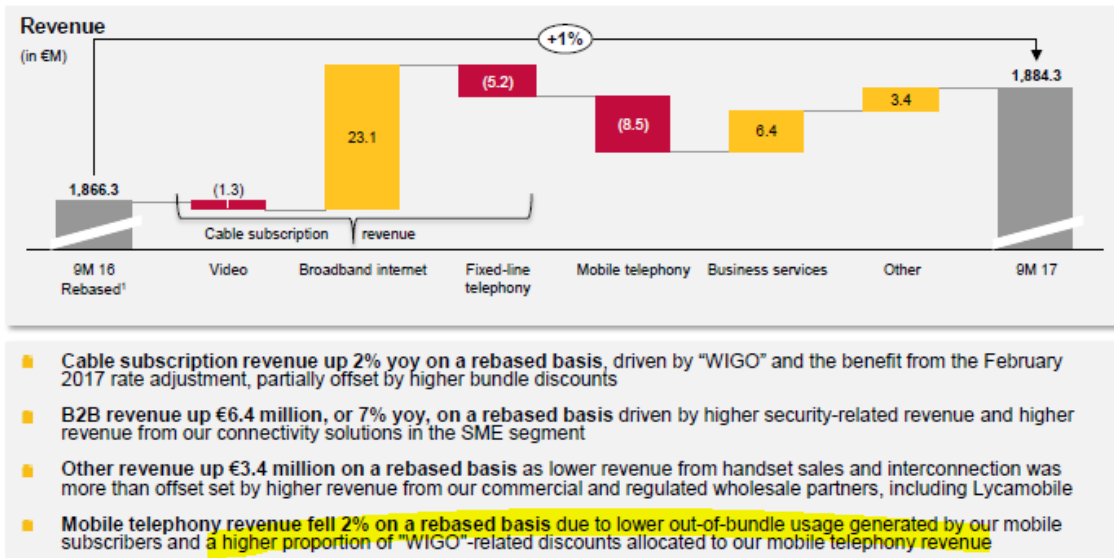 Revenue
(in €M)
+1%
1,866.3
(1.3)
23.1
(5.2)
(8.5)
6.4
3.4
1,884.3
Cable subscription revenue
9M 16
Rebased¹
Video
Broadband internet
Fixed-line
telephony
Mobile telephony
Business services
Other
9M 17
Cable subscription revenue up 2% yoy on a rebased basis, driven by “WIGO” and the benefit from the February
2017 rate adjustment, partially offset by higher bundle discounts
B2B revenue up €6.4 million, or 7% yoy, on a rebased basis driven by higher security-related revenue and higher
revenue from our connectivity solutions in the SME segment
Other revenue up €3.4 million on a rebased basis as lower revenue from handset sales and interconnection was
more than offset set by higher revenue from our commercial and regulated wholesale partners, including Lycamobile
Mobile telephony revenue fell 2% on a rebased basis due to lower out-of-bundle usage generated by our mobile
subscribers and a higher proportion of "WIGO"-related discounts allocated to our mobile telephony revenue